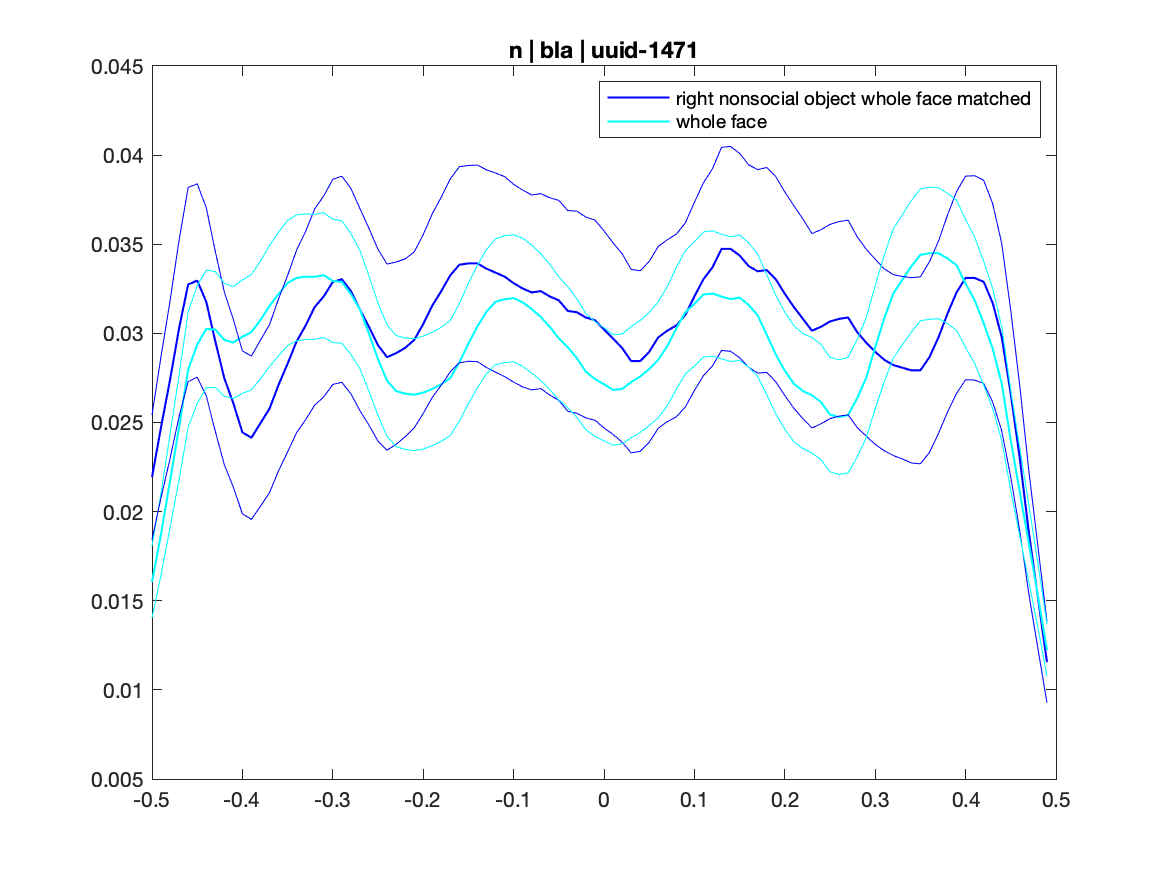 n | bla | uuid-1471
0.045
0.04
0.035
0.03
0.025
0.02
0.015
0.01
0.005
right nonsocial object whole face matched
whole face
-0.5 -0.4 -0.3 -0.2 -0.1 0 0.1 0.2 0.3 0.4 0.5